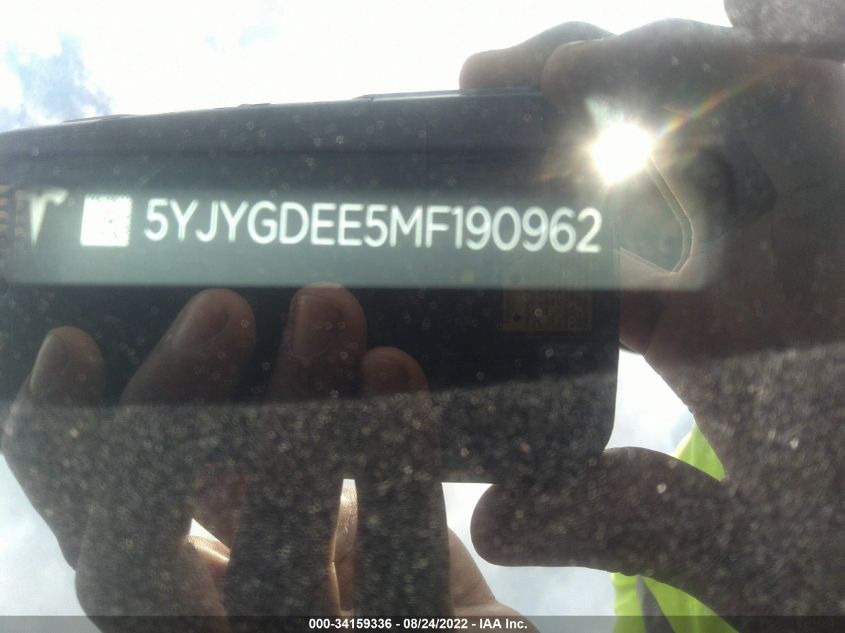 5YJYGDEE5MF190962
000-34159336 - 08/24/2022 - IAA Inc.